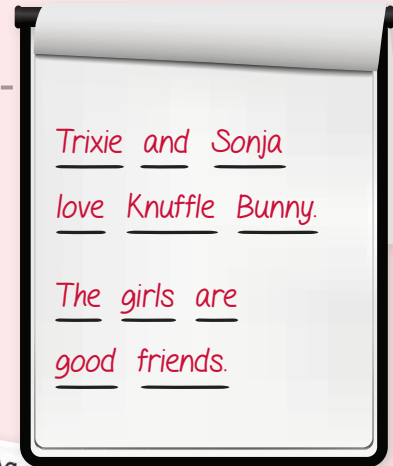 Trixie and Sonja
love Knuffle Bunny.
The girls are
good friends.